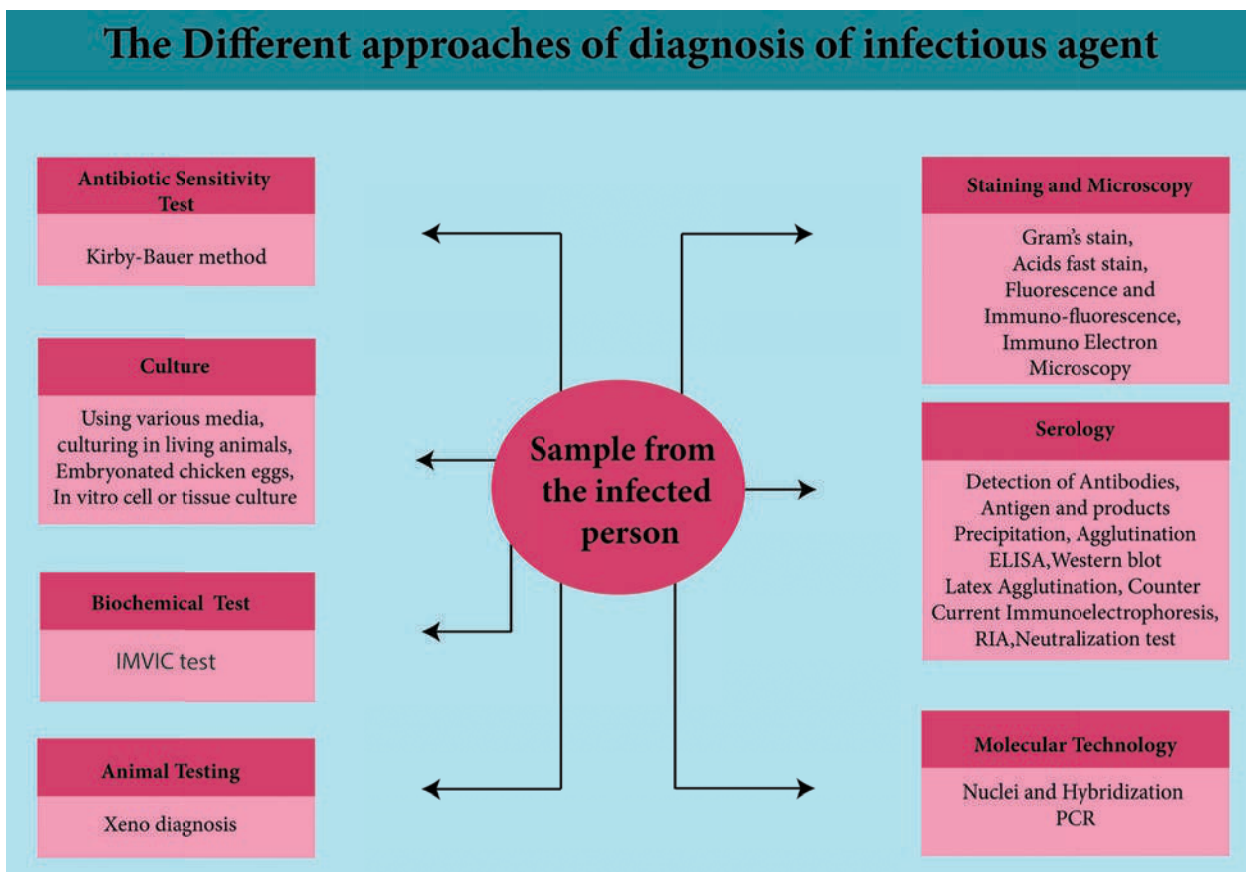 The Different approaches of diagnosis of infectious agent
Antibiotic Sensitivity
Test
Kirby-Bauer method
Culture
Using various media,
culturing in living animals,
Embryonated chicken eggs,
In vitro cell or tissue culture
Biochemical Test
IMVIC test
Animal Testing
Xeno diagnosis
Sample from
the infected
person
Staining and Microscopy
Gram's stain,
Acids fast stain,
Fluorescence and
Immuno-fluorescence,
Immuno Electron
Microscopy
Serology
Detection of Antibodies,
Antigen and products
Precipitation, Agglutination
ELISA,Western blot
Latex Agglutination, Counter
Current Immunoelectrophoresis,
RIA,Neutralization test
Molecular Technology
Nuclei and Hybridization
PCR